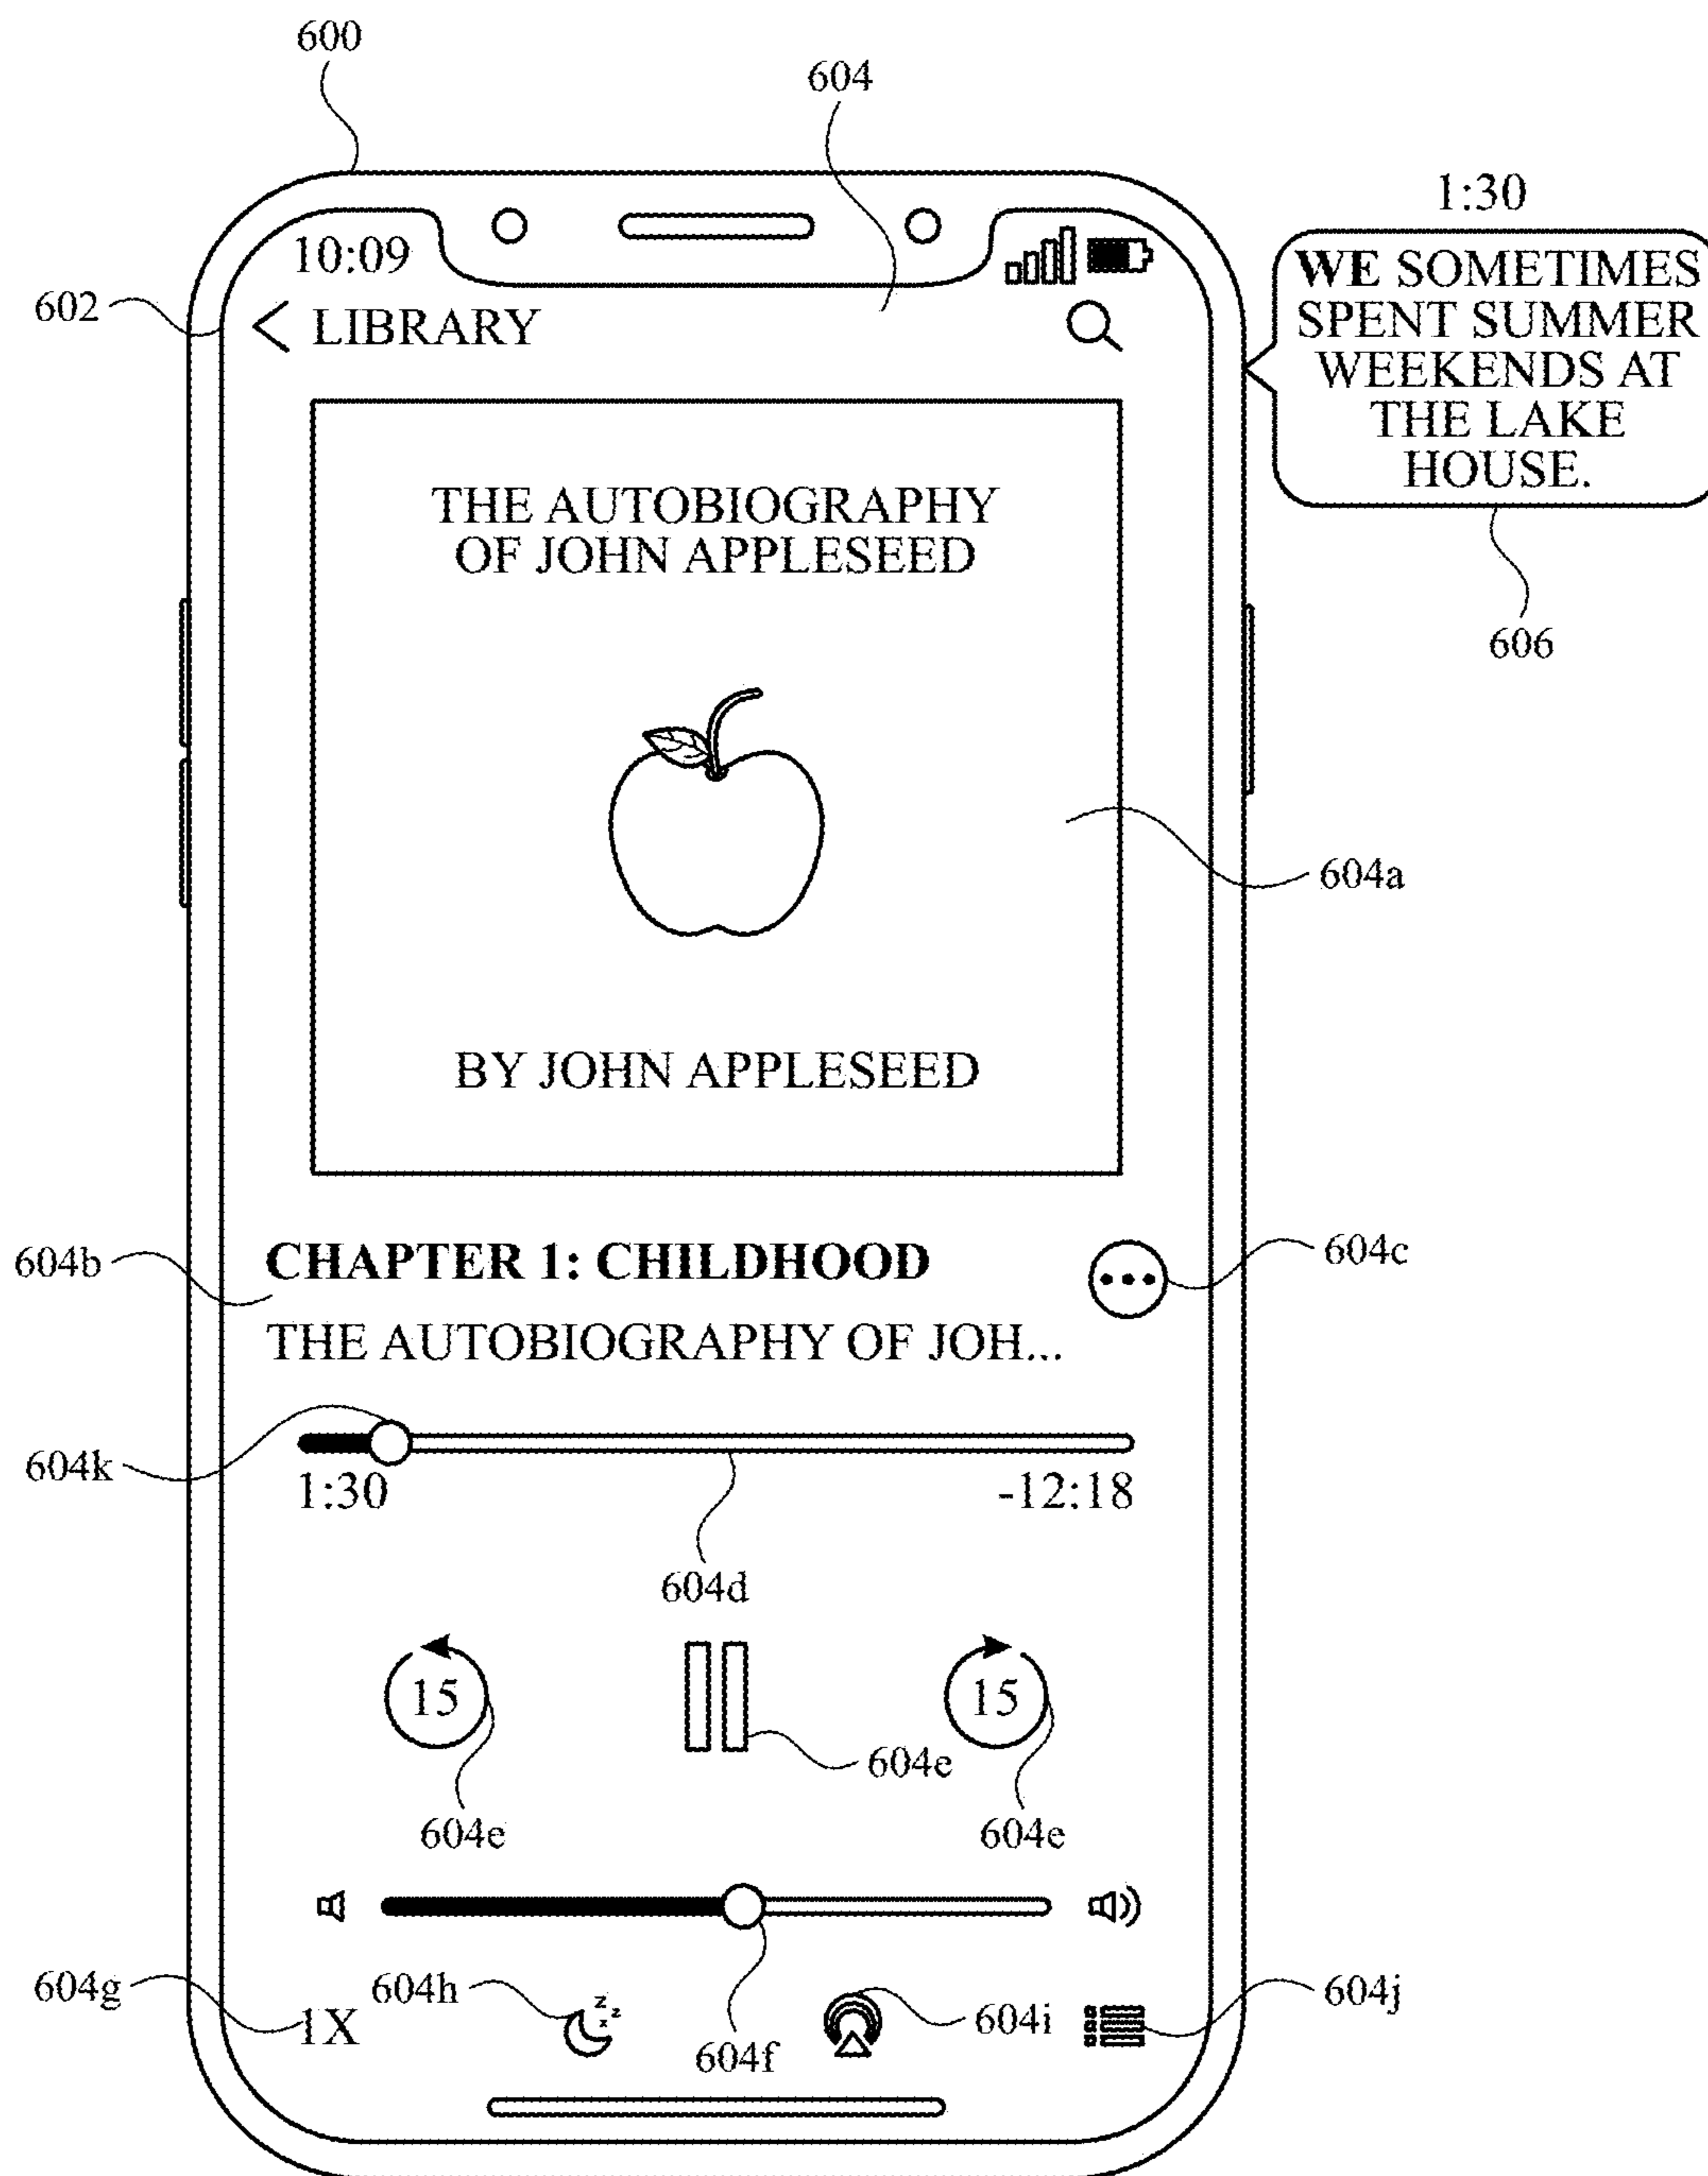 600
604
1:30
10:09
602
LIBRARY
WE SOMETIMES
SPENT SUMMER
WEEKENDS AT
THE LAKE
HOUSE.
606
THE AUTOBIOGRAPHY
OF JOHN APPLESEED
604a
BY JOHN APPLESEED
604b
CHAPTER 1: CHILDHOOD
604c
THE AUTOBIOGRAPHY OF JOH...
604k
1:30
-12:18
604d
15
15
604e
604e
604e
604g
1X
604h
z z z
604f
604i
604j